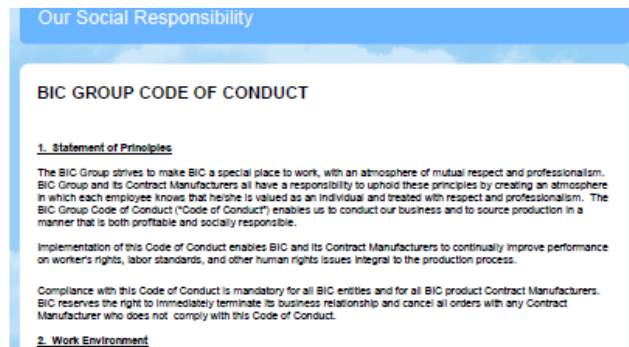 Our Social Responsibility
BIC GROUP CODE OF CONDUCT
1. Statement of Principles
The BIC Group strives to make BIC a special place to work, with an atmosphere of mutual respect and professionalism.
BIC Group and its Contract Manufacturers all have a responsibility to uphold these principles by creating an atmosphere
in which each employee knows that he/she is valued as an individual and treated with respect and professionalism. The
BIC Group Code of Conduct ("Code of Conduct") enables us to conduct our business and to source production in a
manner that is both profitable and socially responsible.
Implementation of this Code of Conduct enables BIC and its Contract Manufacturers to continually improve performance
on worker's rights, labor standards, and other human rights issues integral to the production process.
Compliance with this Code of Conduct is mandatory for all BIC entities and for all BIC product Contract Manufacturers.
BIC reserves the right to immediately terminate its business relationship and cancel all orders with any Contract
Manufacturer who does not comply with this Code of Conduct.
2. Work Environment